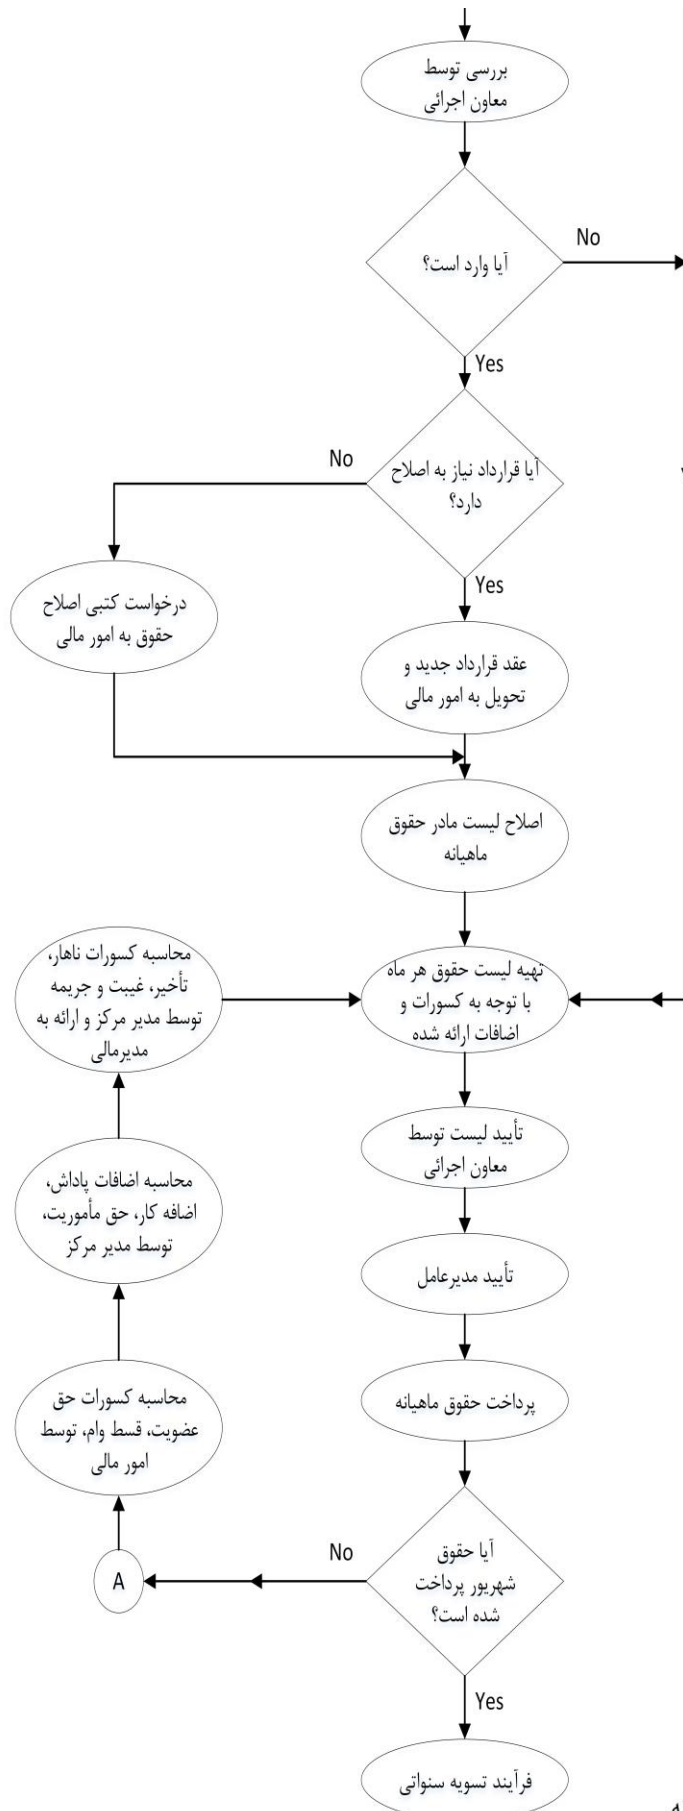 بررسی توسط
معاون اجرائی
آیا وارد است؟
No
Yes
آیا قرارداد نیاز به اصلاح
دارد؟
No
Yes
درخواست کتبی اصلاح
حقوق به امور مالی
عقد قرارداد جدید و
تحویل به امور مالی
اصلاح لیست مادر حقوق
ماهیانه
تهیه لیست حقوق هر ماه
با توجه به کسورات و
اضافات ارائه شده
محاسبه کسورات ناهار،
تأخیر، غیبت و جریمه
توسط مدیر مرکز و ارائه به
مدیرمالی
تأیید لیست توسط
معاون اجرائی
محاسبه اضافات پاداش،
اضافه کار، حق مأموریت،
توسط مدیر مرکز
تأیید مدیرعامل
پرداخت حقوق ماهیانه
محاسبه کسورات حق
عضویت، قسط وام، توسط
امور مالی
آیا حقوق
شهریور پرداخت
شده است؟
No
A
Yes
فرآیند تسویه سنواتی